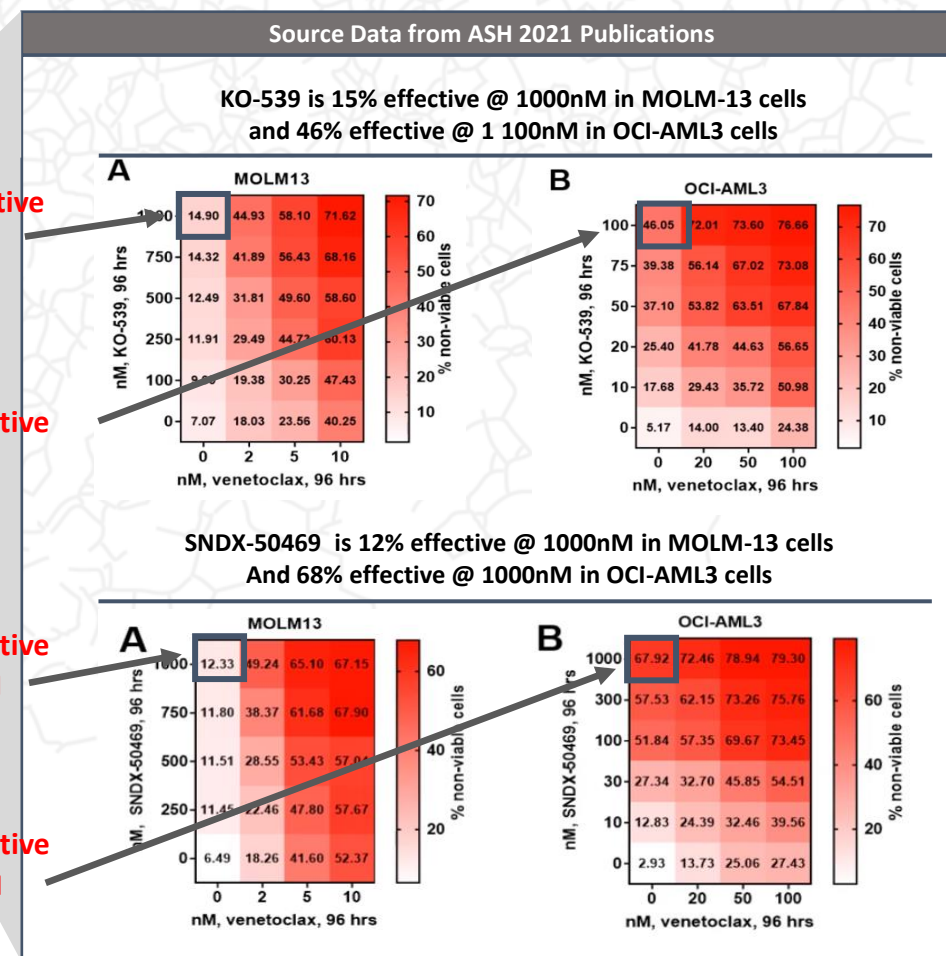 Source Data from ASH 2021 Publications
KO-539 is 15% effective @ 1000nM in MOLM-13 cells
and 46% effective @ 1 100nM in OCI-AML3 cells
tive
tive
tive
tive
A
MOLM13
nM, KO-539, 96 hrs
14.90 44.93 58.10 71.62
750 14.32 41.89 56.43 68.16
500 12.49 31.81 49.60 58.60
250 11.91 29.49
100 19.38 30.25 47.43
0 7.07 18.03 23.56 40.25
0 2 5 10
nM, venetoclax, 96 hrs
70
60
50
40
30
20
10
% non-viable cells
B
OCI-AML3
nM, KO-539, 96 hrs
100 46.05 72.01 73.60 76.66
75 39.38 56.14 67.02 73.08
50 37.10 53.82 63.51 67.84
20 25.40 41.78 44.63 56.65
10 17.68 29.43 35.72 50.98
0 5.17 14.00 13.40 24.38
0 20 50 100
nM, venetoclax, 96 hrs
70
60
50
40
30
20
10
% non-viable cells
SNDX-50469 is 12% effective @ 1000nM in MOLM-13 cells
And 68% effective @ 1000nM in OCI-AML3 cells
A
MOLM13
nM, SNDX-50469, 96 hrs
1000 12.33 49.24 65.10 67.15
750 11.80 38.37 61.68 67.90
500 11.51 28.55 53.43 57.04
250 11.45 22.46 47.80 57.67
0 6.49 18.26 41.60 52.37
0 2 5 10
nM, venetoclax, 96 hrs
60
40
20
% non-viable cells
B
OCI-AML3
nM, SNDX-50469, 96 hrs
1000 67.92 72.46 78.94 79.30
300 57.53 62.15 73.26 75.76
100 51.84 57.35 69.67 73.45
30 27.34 32.70 45.85 54.51
10 12.83 24.39 32.46 39.56
0 2.93 13.73 25.06 27.43
0 20 50 100
nM, venetoclax, 96 hrs
60
40
20
% non-viable cells